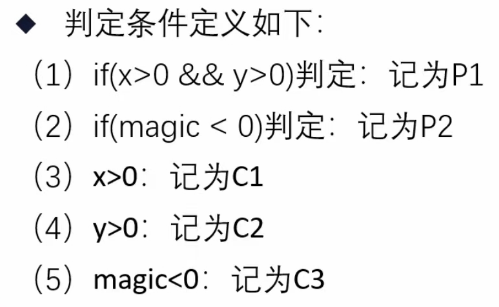 ◆ 判定条件定义如下：
（1）if(x>0 && y>0)判定：记为P1
（2）if(magic < 0)判定：记为P2
（3）x>0：记为C1
（4）y>0：记为C2
（5）magic<0：记为C3